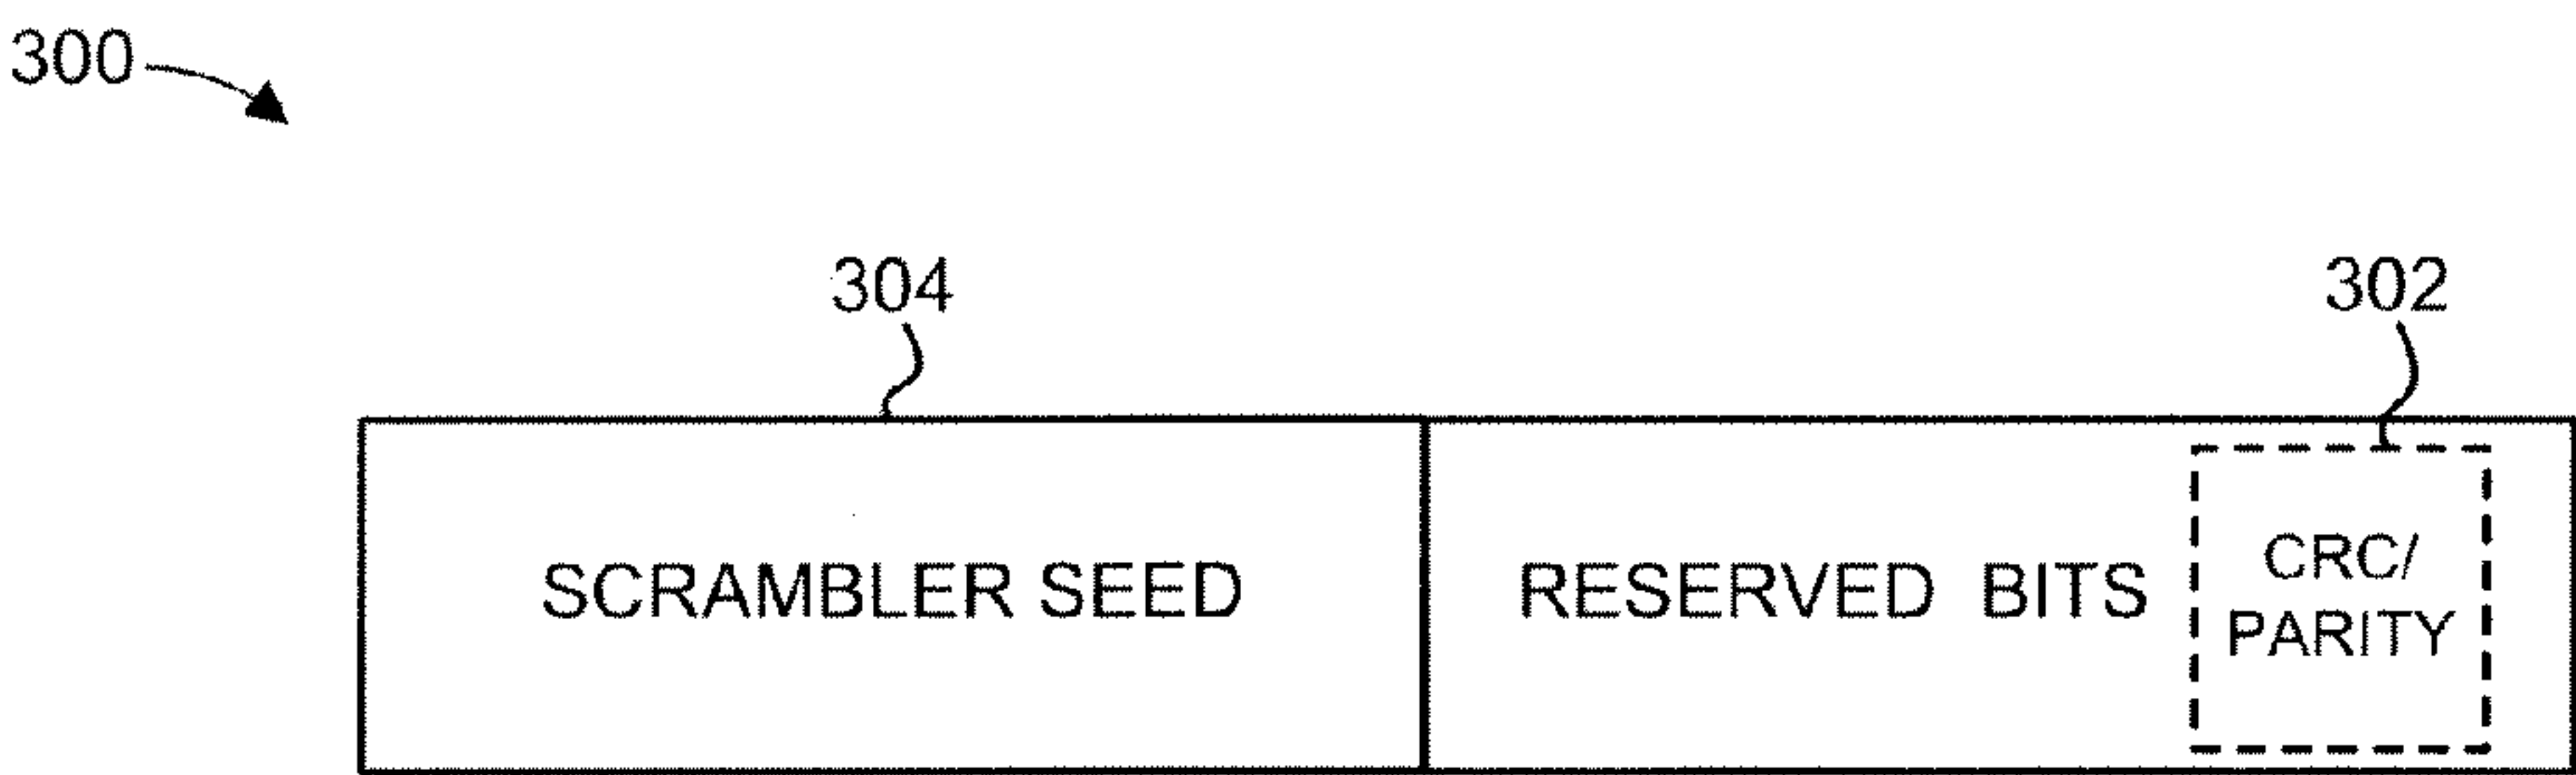 300
304
302
SCRAMBLER SEED
RESERVED BITS
CRC/
PARITY